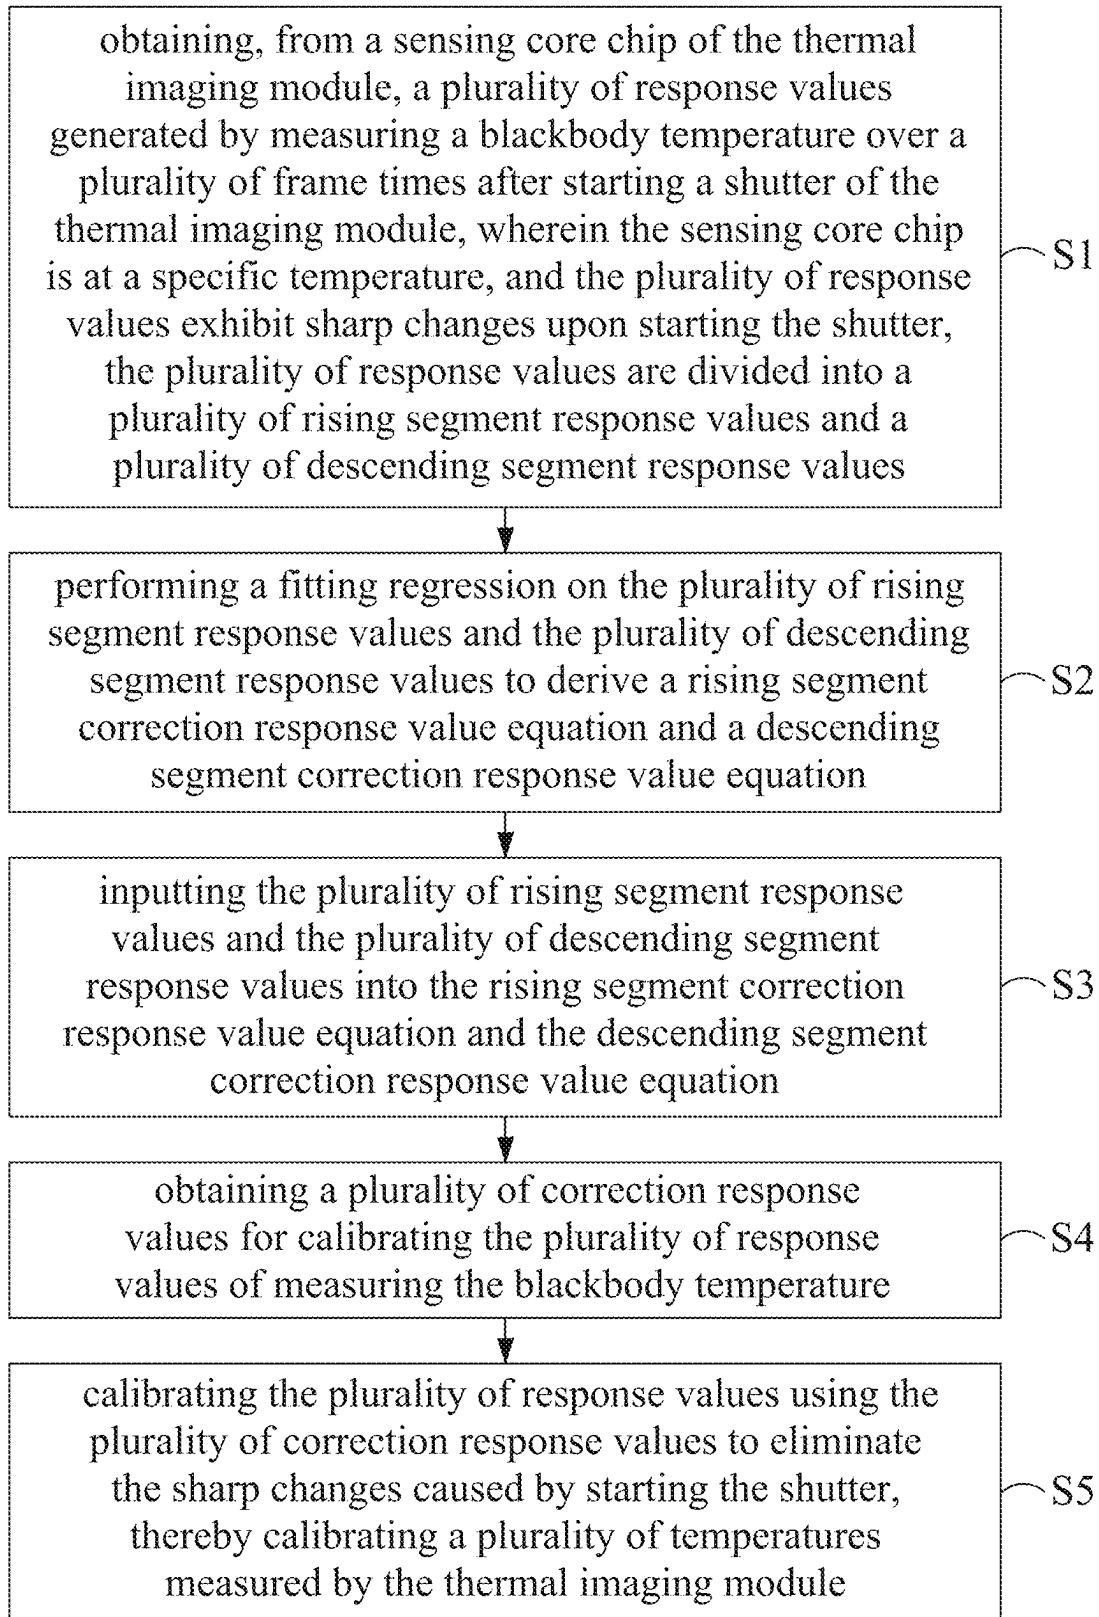 obtaining, from a sensing core chip of the thermal
imaging module, a plurality of response values
generated by measuring a blackbody temperature over a
plurality of frame times after starting a shutter of the
thermal imaging module, wherein the sensing core chip
is at a specific temperature, and the plurality of response
values exhibit sharp changes upon starting the shutter,
the plurality of response values are divided into a
plurality of rising segment response values and a
plurality of descending segment response values
S1
performing a fitting regression on the plurality of rising
segment response values and the plurality of descending
segment response values to derive a rising segment
correction response value equation and a descending
segment correction response value equation
S2
inputting the plurality of rising segment response
values and the plurality of descending segment
response values into the rising segment correction
response value equation and the descending segment
correction response value equation
S3
obtaining a plurality of correction response
values for calibrating the plurality of response
values of measuring the blackbody temperature
S4
calibrating the plurality of response values using the
plurality of correction response values to eliminate
the sharp changes caused by starting the shutter,
thereby calibrating a plurality of temperatures
measured by the thermal imaging module
S5